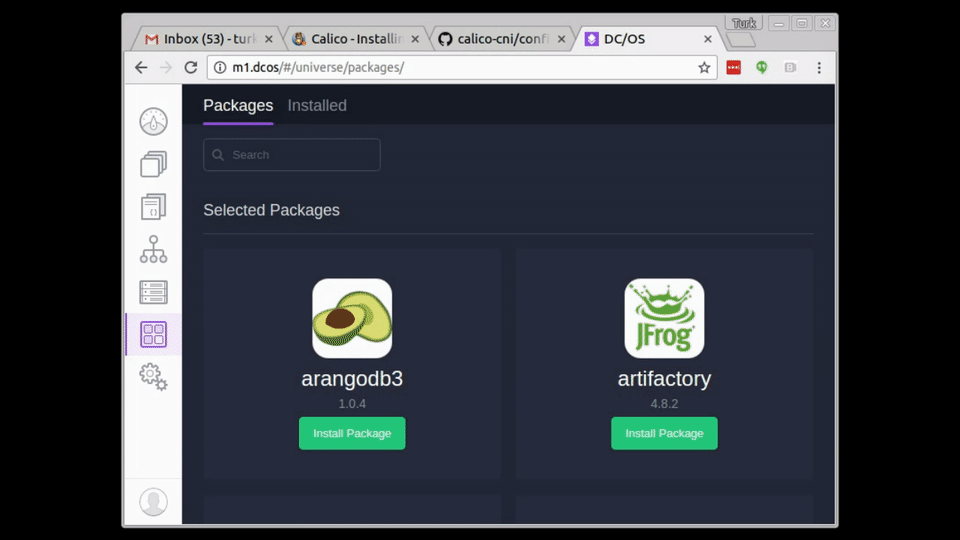 Turk
Inbox (53) - turk
Calico - Installin
calico-cni/confi
DC/OS
m1.dcos/#/universe/packages/
Packages
Installed
Search
Selected Packages
JFrog
arangodb3
artifactory
1.0.4
4.8.2
Install Package
Install Package